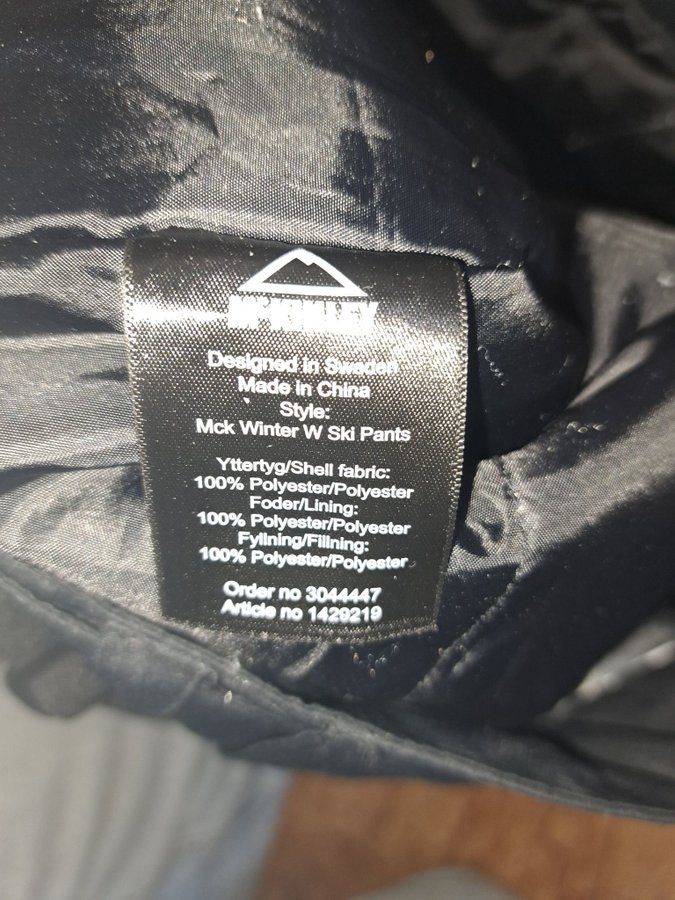 McKINLEY
Designed in Sweden
Made in China
Style:
Mck Winter W Ski Pants
Yttertyg/Shell fabric:
100% Polyester/Polyester
Foder/Lining:
100% Polyester/Polyester
Fyllning/Fillning:
100% Polyester/Polyester
Order no 3044447
Article no 1429219